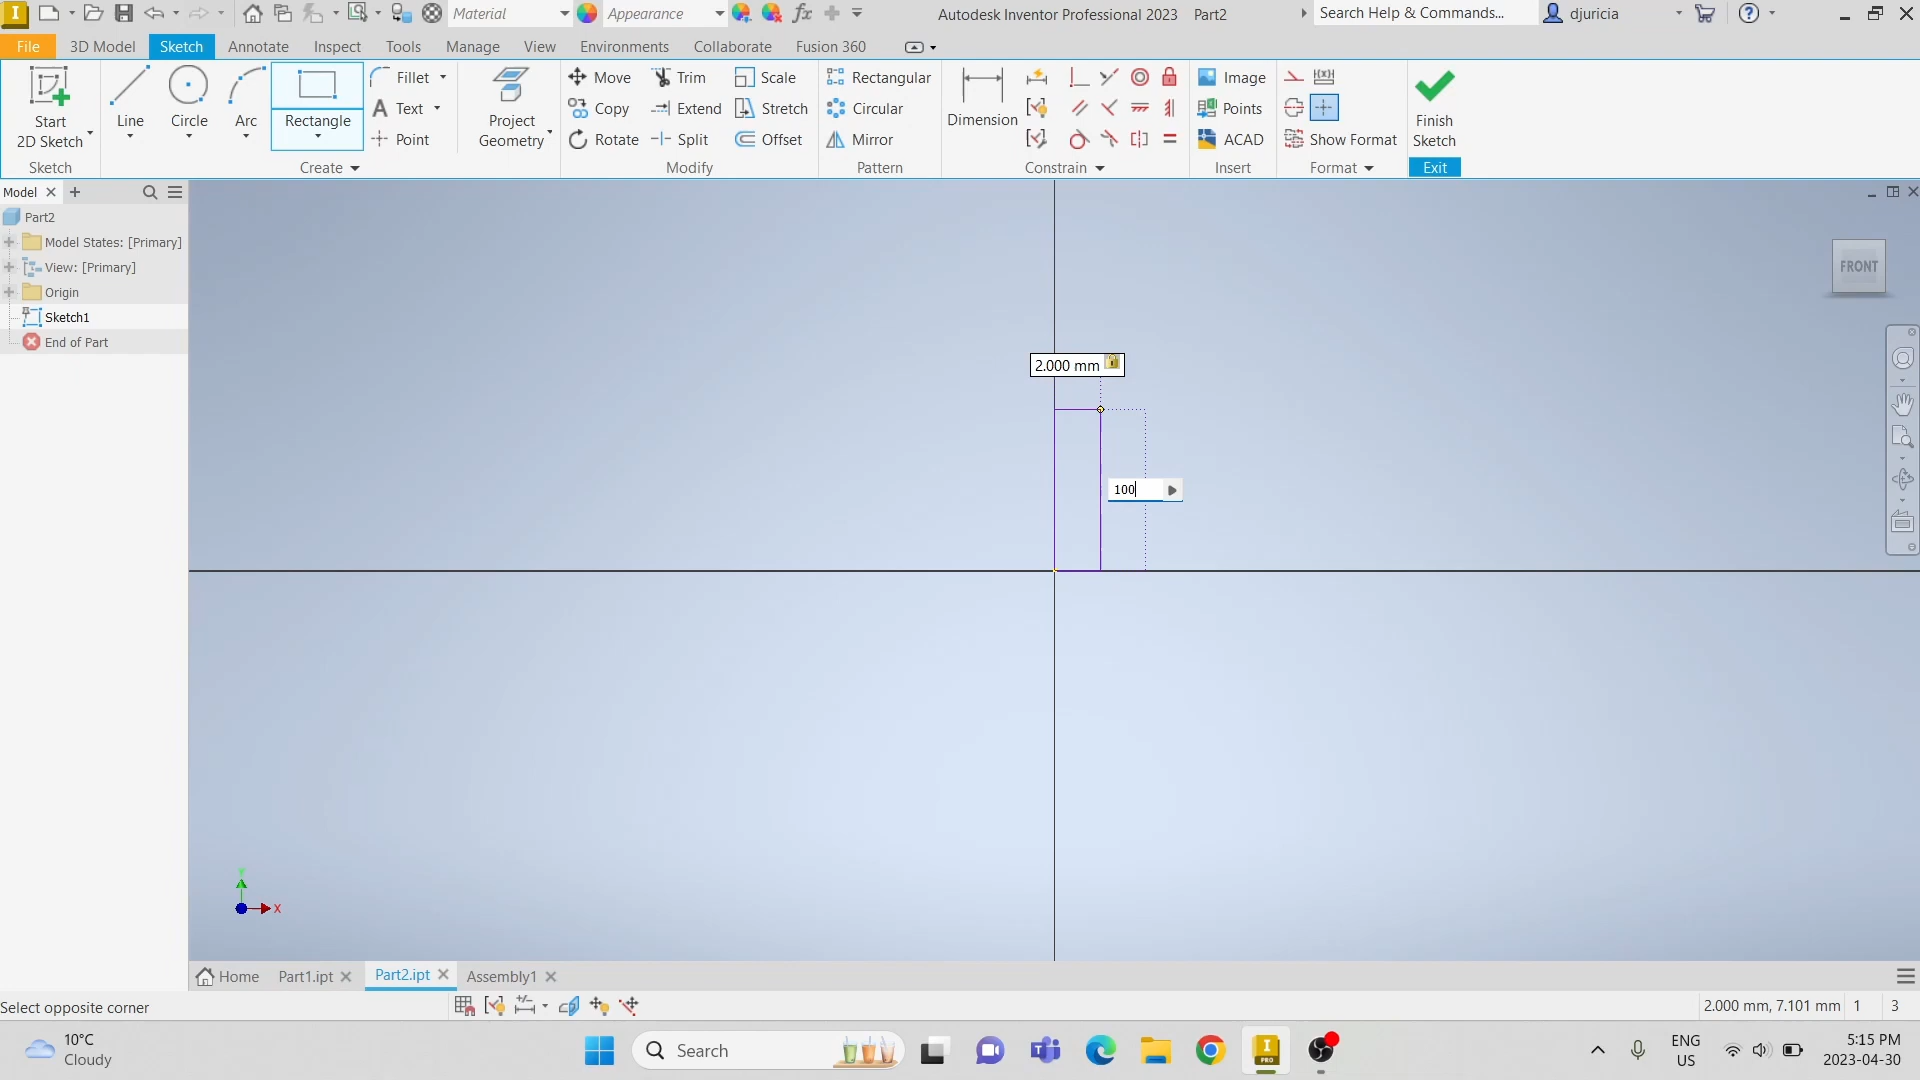 Material
Appearance
Autodesk Inventor Professional 2023 Part2
Search Help & Commands...
djuricia
File
3D Model
Sketch
Annotate
Inspect
Tools
Manage
View
Environments
Collaborate
Fusion 360
Start
2D Sketch
Sketch
Line
Circle
Arc
Rectangle
Fillet
Text
Point
Create
Project
Geometry
Move
Copy
Rotate
Trim
Extend
Split
Scale
Stretch
Offset
Modify
Rectangular
Circular
Mirror
Pattern
Dimension
Constrain
Image
Points
ACAD
Insert
Show Format
Format
Finish
Sketch
Exit
Model
Part2
Model States: [Primary]
View: [Primary]
Origin
Sketch1
End of Part
FRONT
2.000 mm
100
Y
X
Home
Part1.ipt
Part2.ipt
Assembly1
Select opposite corner
2.000 mm, 7.101 mm
1
3
10°C
Cloudy
Search
ENG
US
5:15 PM
2023-04-30